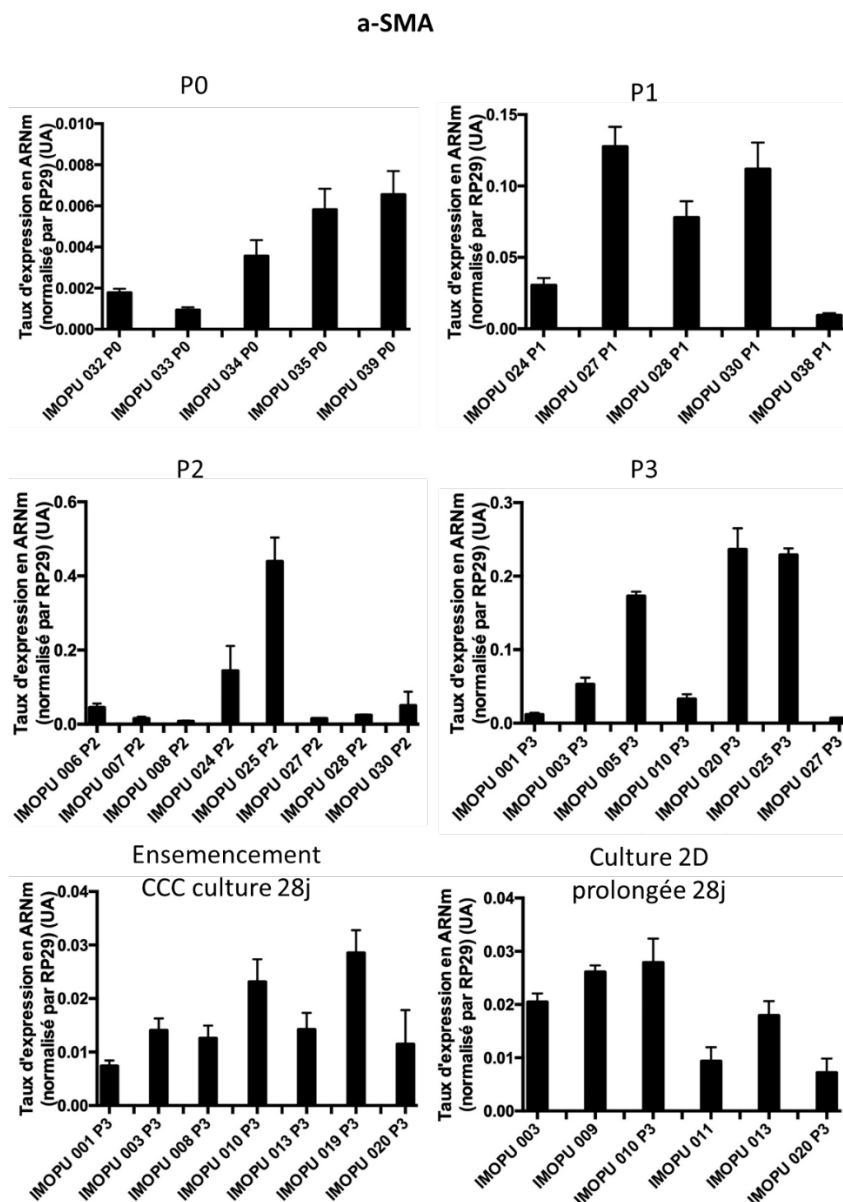 a-SMA
P0
Taux d'expression en ARNm
(normalisé par RP29) (UA)
0.010
0.008
0.006
0.004
0.002
0.000
IMOPU 032 P0
IMOPU 033 P0
IMOPU 034 P0
IMOPU 035 P0
IMOPU 039 P0
P1
Taux d'expression en ARNm
(normalisé par RP29) (UA)
0.15
0.10
0.05
0.00
IMOPU 024 P1
IMOPU 027 P1
IMOPU 028 P1
IMOPU 030 P1
IMOPU 038 P1
P2
Taux d'expression en ARNm
(normalisé par RP29) (UA)
0.6
0.4
0.2
0.0
IMOPU 006 P2
IMOPU 007 P2
IMOPU 008 P2
IMOPU 024 P2
IMOPU 025 P2
IMOPU 027 P2
IMOPU 028 P2
IMOPU 030 P2
P3
Taux d'expression en ARNm
(normalisé par RP29) (UA)
0.3
0.2
0.1
0.0
IMOPU 001 P3
IMOPU 003 P3
IMOPU 005 P3
IMOPU 010 P3
IMOPU 020 P3
IMOPU 025 P3
IMOPU 027 P3
Ensemencement
CCC culture 28j
Taux d'expression en ARNm
(normalisé par RP29) (UA)
0.04
0.03
0.02
0.01
0.00
IMOPU 001 P3
IMOPU 003 P3
IMOPU 008 P3
IMOPU 010 P3
IMOPU 013 P3
IMOPU 019 P3
IMOPU 020 P3
Culture 2D
prolongée 28j
Taux d'expression en ARNm
(normalisé par RP29) (UA)
0.04
0.03
0.02
0.01
0.00
IMOPU 003
IMOPU 009
IMOPU 010 P3
IMOPU 011
IMOPU 013
IMOPU 020 P3